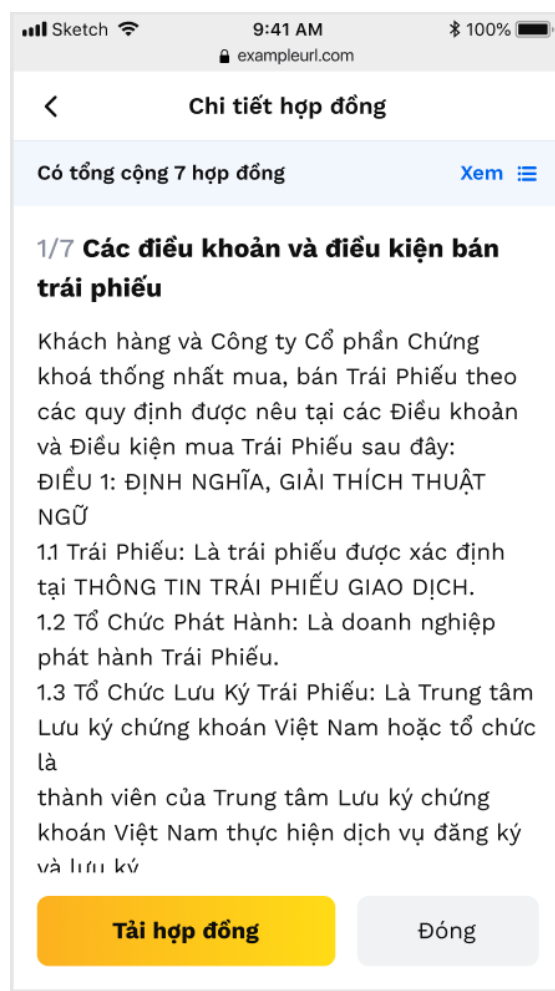 Sketch 9:41 AM 100%
exampleurl.com
Chi tiết hợp đồng
Có tổng cộng 7 hợp đồng Xem
1/7 Các điều khoản và điều kiện bán
trái phiếu
Khách hàng và Công ty Cổ phần Chứng
khoá thống nhất mua, bán Trái Phiếu theo
các quy định được nêu tại các Điều khoản
và Điều kiện mua Trái Phiếu sau đây:
ĐIỀU 1: ĐỊNH NGHĨA, GIẢI THÍCH THUẬT
NGỮ
1.1 Trái Phiếu: Là trái phiếu được xác định
tại THÔNG TIN TRÁI PHIẾU GIAO DỊCH.
1.2 Tổ Chức Phát Hành: Là doanh nghiệp
phát hành Trái Phiếu.
1.3 Tổ Chức Lưu Ký Trái Phiếu: Là Trung tâm
Lưu ký chứng khoán Việt Nam hoặc tổ chức
là
thành viên của Trung tâm Lưu ký chứng
khoán Việt Nam thực hiện dịch vụ đăng ký
và lưu ký
Tải hợp đồng Đóng